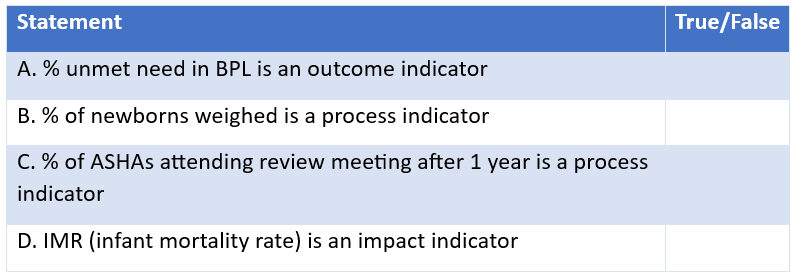 Statement True/False
A. % unmet need in BPL is an outcome indicator
B. % of newborns weighed is a process indicator
C. % of ASHAs attending review meeting after 1 year is a process
indicator
D. IMR (infant mortality rate) is an impact indicator